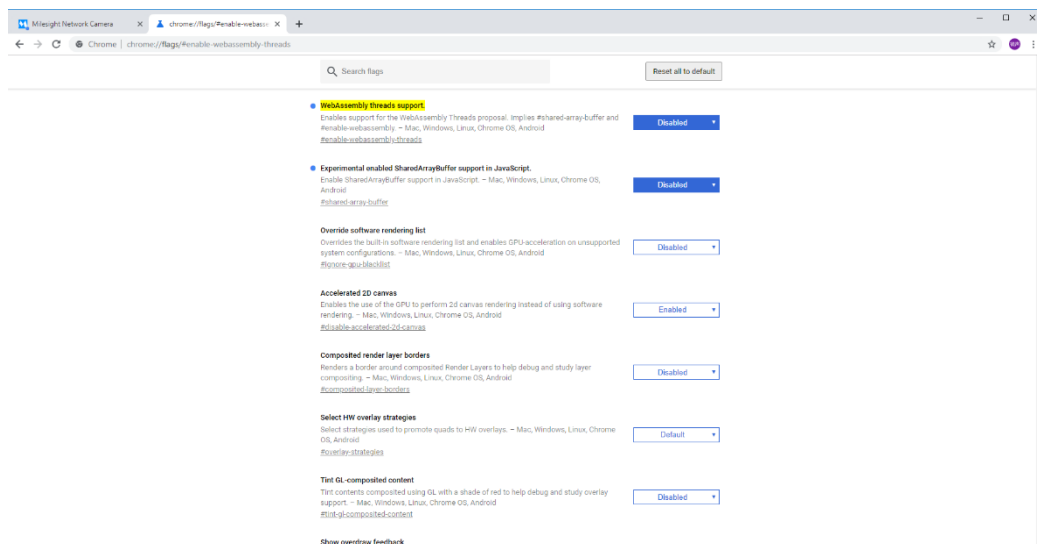 Milesight Network Camera
chrome://flags/#enable-webass
Chrome | chrome://flags/#enable-webassembly-threads
Search flags
Reset all to default
WebAssembly threads support.
Enables support for the WebAssembly Threads proposal. Implies #shared-array-buffer and
#enable-webassembly. – Mac, Windows, Linux, Chrome OS, Android
#enable-webassembly-threads
Disabled
Experimental enabled SharedArrayBuffer support in JavaScript.
Enable SharedArrayBuffer support in JavaScript. – Mac, Windows, Linux, Chrome OS,
Android
#shared-array-buffer
Disabled
Override software rendering list
Overrides the built-in software rendering list and enables GPU-acceleration on unsupported
system configurations. – Mac, Windows, Linux, Chrome OS, Android
#ignore-gpu-blacklist
Disabled
Accelerated 2D canvas
Enables the use of the GPU to perform 2d canvas rendering instead of using software
rendering. – Mac, Windows, Linux, Chrome OS, Android
#disable-accelerated-2d-canvas
Enabled
Composited render layer borders
Renders a border around composited Render Layers to help debug and study layer
compositing. – Mac, Windows, Linux, Chrome OS, Android
#composited-layer-borders
Disabled
Select HW overlay strategies
Select strategies used to promote quads to HW overlays. – Mac, Windows, Linux, Chrome
OS, Android
#overlay-strategies
Default
Tint GL-composited content
Tint contents composited using GL with a shade of red to help debug and study overlay
support. – Mac, Windows, Linux, Chrome OS, Android
#tint-gl-composited-content
Disabled
Show overdraw feedback